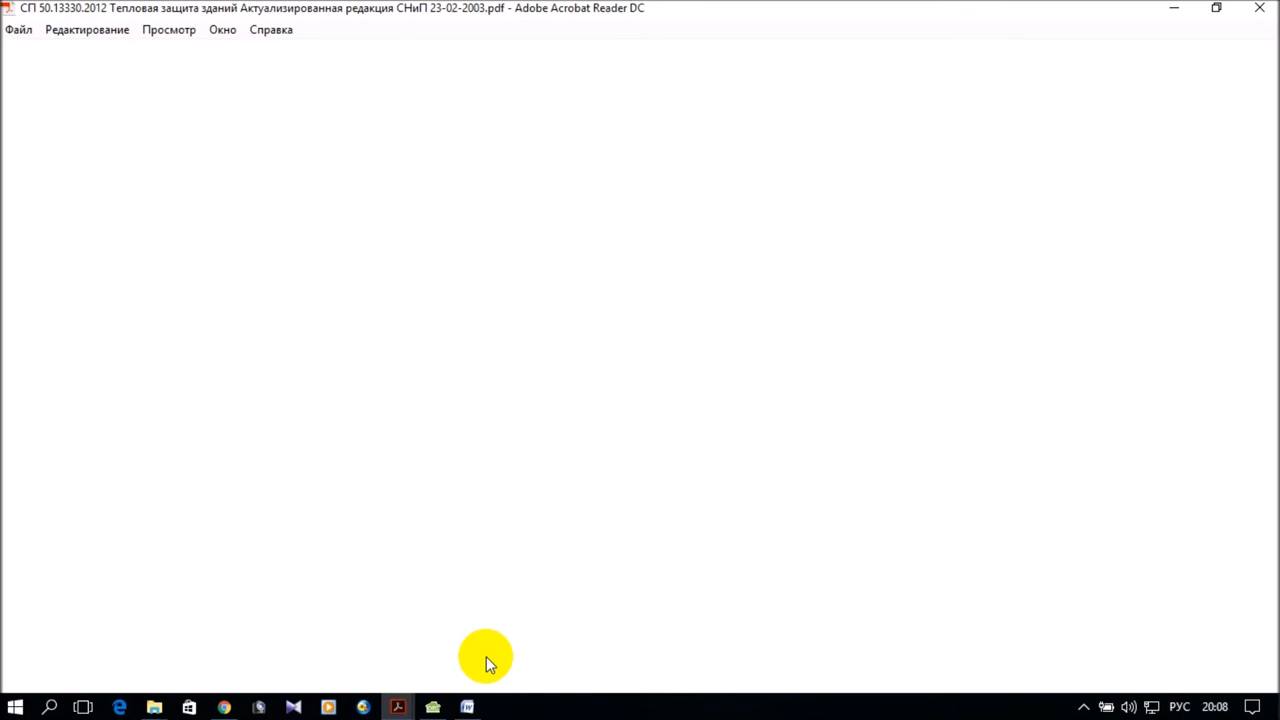 СП 50.13330.2012 Тепловая защита зданий Актуализированная редакция СНиП 23-02-2003.pdf - Adobe Acrobat Reader DC
Файл Редактирование Просмотр Окно Справка
РУС 20:08